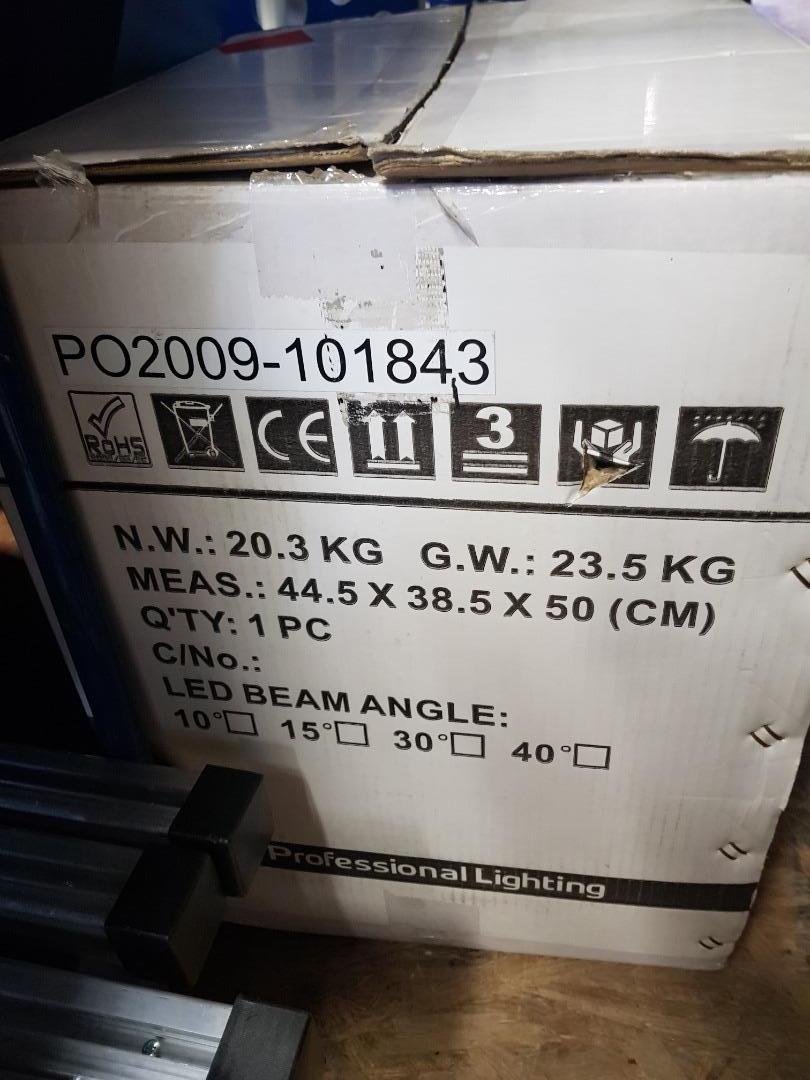 PO2009-101843
RoHS
CE
3
N.W.: 20.3 KG G.W.: 23.5 KG
MEAS.: 44.5 X 38.5 X 50 (CM)
Q'TY: 1 PC
C/No.:
LED BEAM ANGLE:
10°☐ 15°☐ 30°☐ 40°☐
Professional Lighting